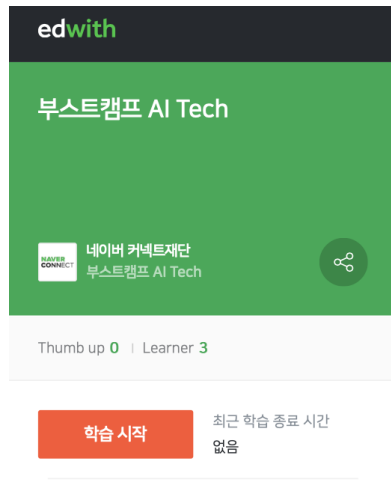 edwith
부스트캠프 AI Tech
NAVER
CONNECT
네이버 커넥트재단
부스트캠프 AI Tech
Thumb up 0 | Learner 3
학습 시작
최근 학습 종료 시간
없음